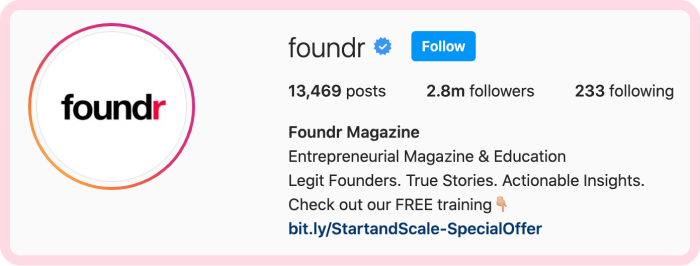 foundr
foundr Follow
13,469 posts 2.8m followers 233 following
Foundr Magazine
Entrepreneurial Magazine & Education
Legit Founders. True Stories. Actionable Insights.
Check out our FREE training👇🏼
bit.ly/StartandScale-SpecialOffer